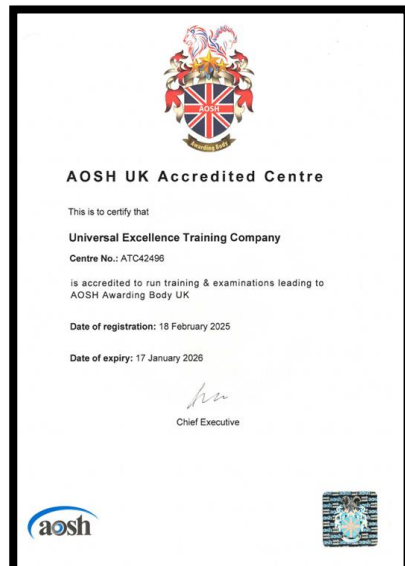 AOSH
Awarding Body
AOSH UK Accredited Centre
This is to certify that
Universal Excellence Training Company
Centre No.: ATC42496
is accredited to run training & examinations leading to
AOSH Awarding Body UK
Date of registration: 18 February 2025
Date of expiry: 17 January 2026
Chief Executive
aosh